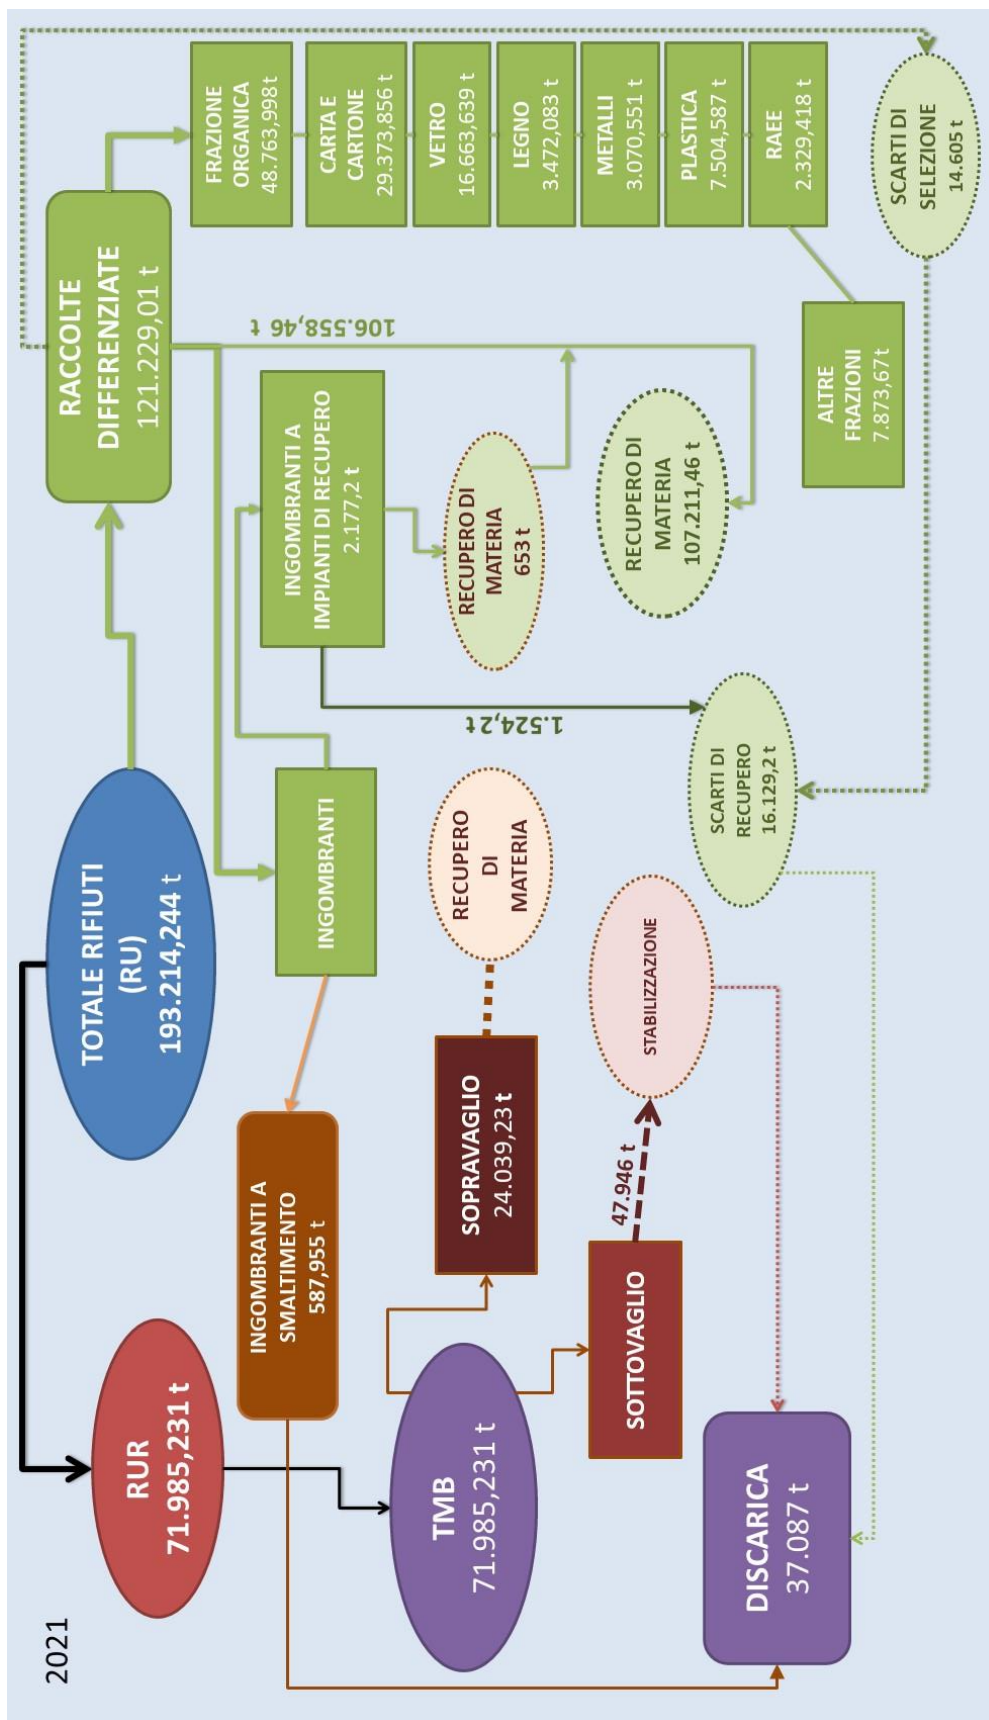 2021
TOTALE RIFIUTI
(RU)
193.214,244 t
RUR
71.985,231 t
RACCOLTE
DIFFERENZIATE
121.229,01 t
FRAZIONE
ORGANICA
48.763,998 t
CARTA E
CARTONE
29.373,856 t
VETRO
16.663,639 t
LEGNO
3.472,083 t
METALLI
3.070,551 t
PLASTICA
7.504,587 t
RAEE
2.329,418 t
ALTRE
FRAZIONI
7.873,67t
SCARTI DI
SELEZIONE
14.605 t
106.558,46 t
INGOMBRANTI A
IMPIANTI DI RECUPERO
2.177,2 t
RECUPERO DI
MATERIA
653 t
RECUPERO DI
MATERIA
107.211,46 t
1.524,2 t
SCARTI DI
RECUPERO
16.129,2 t
INGOMBRANTI
INGOMBRANTI A
SMALTIMENTO
587,955 t
RECUPERO
DI
MATERIA
SOPRAVAGLIO
24.039,23 t
STABILIZZAZIONE
47.946 t
SOTTOVAGLIO
TMB
71.985,231 t
DISCARICA
37.087 t